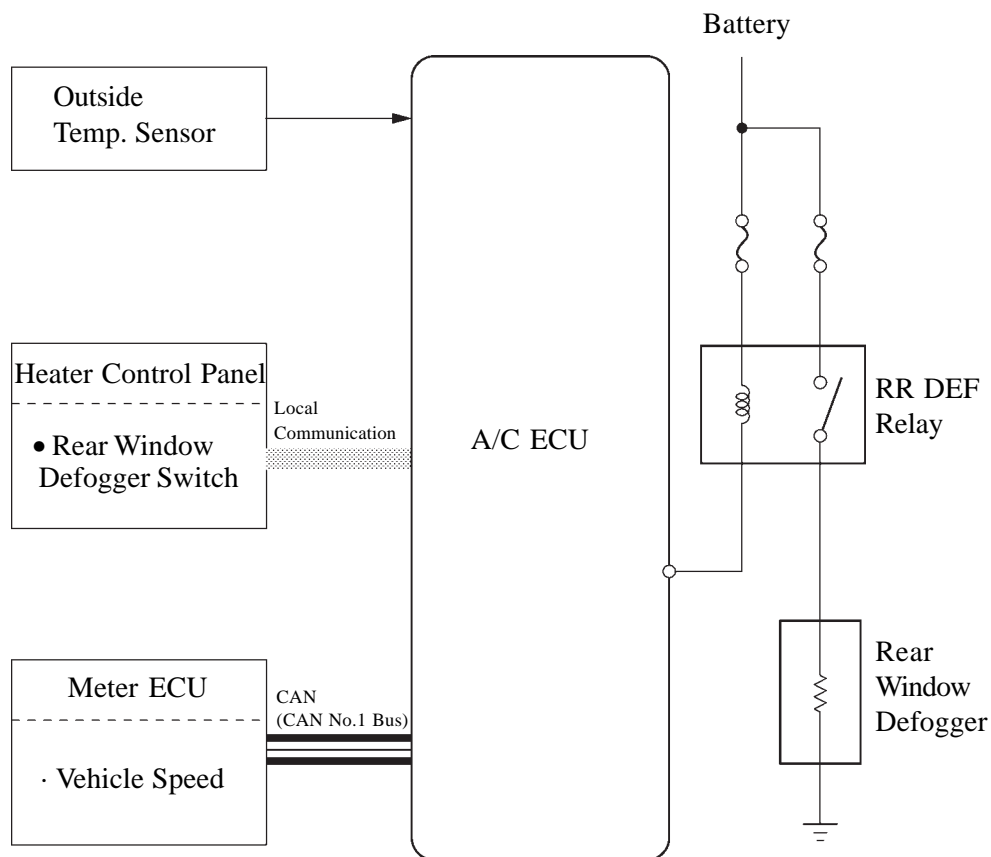 Battery
Outside
Temp. Sensor
Heater Control Panel
• Rear Window
Defogger Switch
Local
Communication
A/C ECU
RR DEF
Relay
Meter ECU
· Vehicle Speed
CAN
(CAN No.1 Bus)
Rear
Window
Defogger